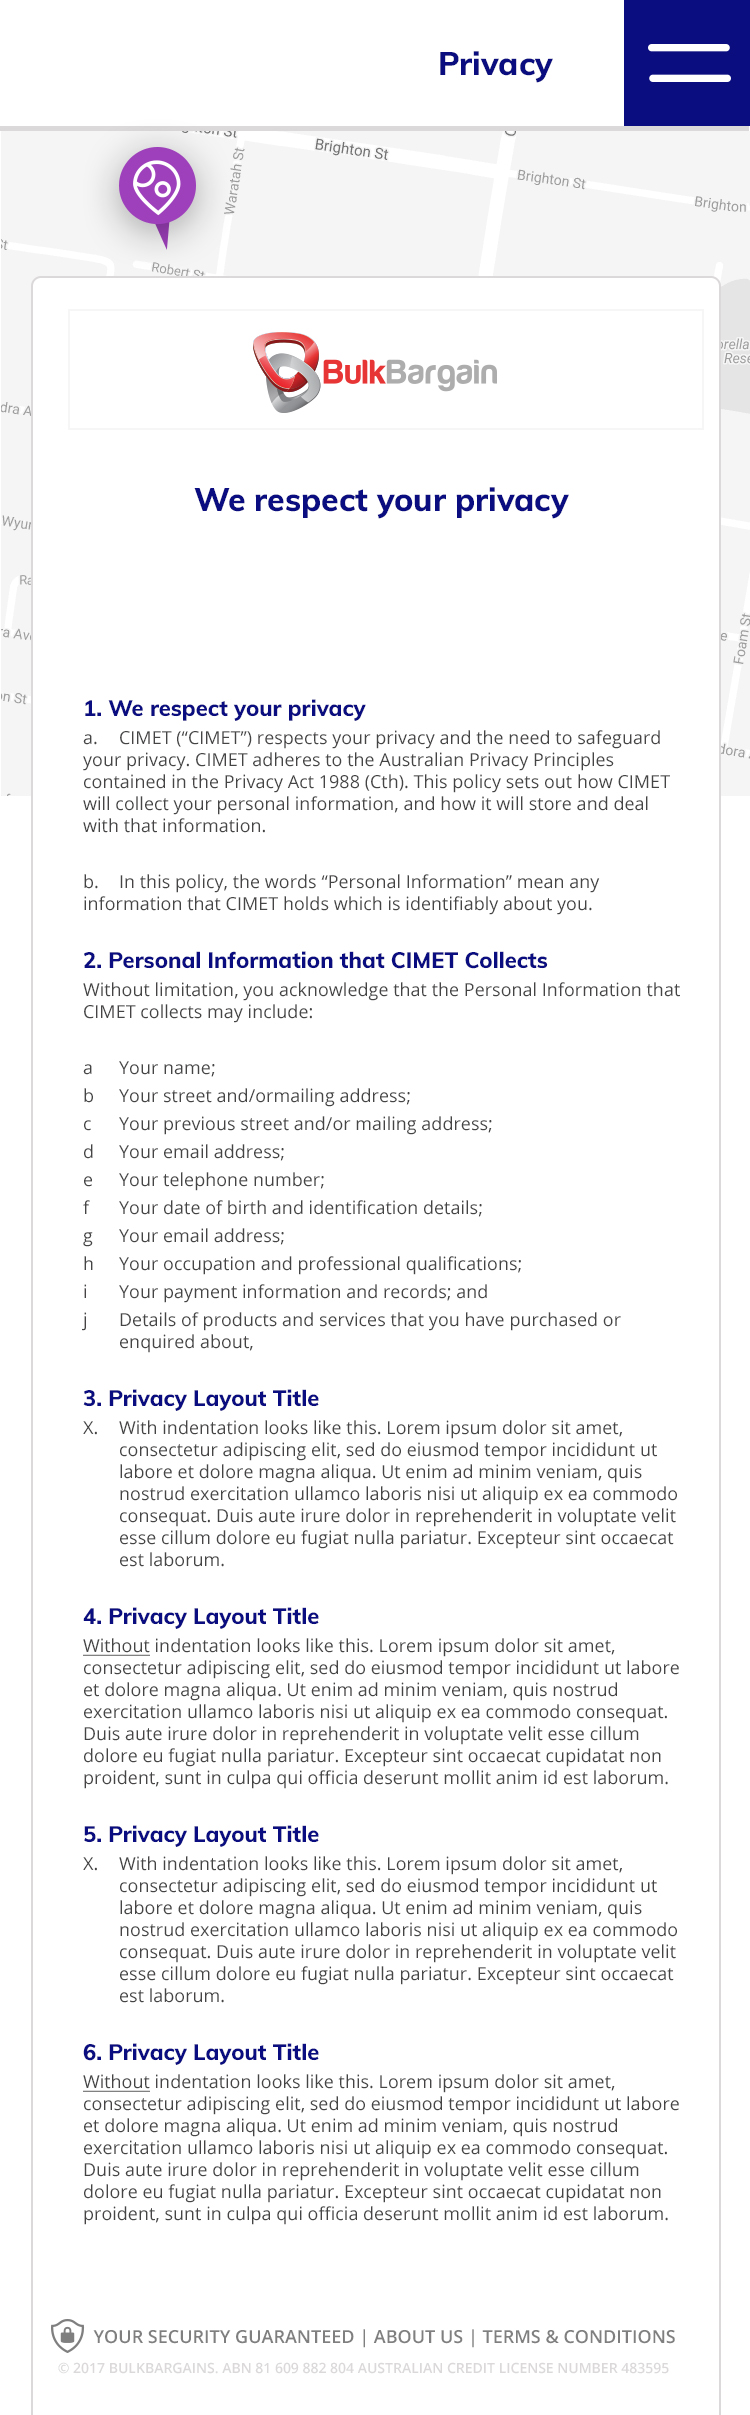 Privacy
Brighton St
Waratah St
Brighton St
Brighton
Robert St
We respect your privacy
BulkBargain
Foam St
1. We respect your privacy
a. CIMET (“CIMET”) respects your privacy and the need to safeguard
your privacy. CIMET adheres to the Australian Privacy Principles
contained in the Privacy Act 1988 (Cth). This policy sets out how CIMET
will collect your personal information, and how it will store and deal
with that information.
b. In this policy, the words “Personal Information” mean any
information that CIMET holds which is identifiably about you.
2. Personal Information that CIMET Collects
Without limitation, you acknowledge that the Personal Information that
CIMET collects may include:
a Your name;
b Your street and/ormailing address;
c Your previous street and/or mailing address;
d Your email address;
e Your telephone number;
f Your date of birth and identification details;
g Your email address;
h Your occupation and professional qualifications;
i Your payment information and records; and
j Details of products and services that you have purchased or
enquired about,
3. Privacy Layout Title
X. With indentation looks like this. Lorem ipsum dolor sit amet,
consectetur adipiscing elit, sed do eiusmod tempor incididunt ut
labore et dolore magna aliqua. Ut enim ad minim veniam, quis
nostrud exercitation ullamco laboris nisi ut aliquip ex ea commodo
consequat. Duis aute irure dolor in reprehenderit in voluptate velit
esse cillum dolore eu fugiat nulla pariatur. Excepteur sint occaecat
est laborum.
4. Privacy Layout Title
Without indentation looks like this. Lorem ipsum dolor sit amet,
consectetur adipiscing elit, sed do eiusmod tempor incididunt ut labore
et dolore magna aliqua. Ut enim ad minim veniam, quis nostrud
exercitation ullamco laboris nisi ut aliquip ex ea commodo consequat.
Duis aute irure dolor in reprehenderit in voluptate velit esse cillum
dolore eu fugiat nulla pariatur. Excepteur sint occaecat cupidatat non
proident, sunt in culpa qui officia deserunt mollit anim id est laborum.
5. Privacy Layout Title
X. With indentation looks like this. Lorem ipsum dolor sit amet,
consectetur adipiscing elit, sed do eiusmod tempor incididunt ut
labore et dolore magna aliqua. Ut enim ad minim veniam, quis
nostrud exercitation ullamco laboris nisi ut aliquip ex ea commodo
consequat. Duis aute irure dolor in reprehenderit in voluptate velit
esse cillum dolore eu fugiat nulla pariatur. Excepteur sint occaecat
est laborum.
6. Privacy Layout Title
Without indentation looks like this. Lorem ipsum dolor sit amet,
consectetur adipiscing elit, sed do eiusmod tempor incididunt ut labore
et dolore magna aliqua. Ut enim ad minim veniam, quis nostrud
exercitation ullamco laboris nisi ut aliquip ex ea commodo consequat.
Duis aute irure dolor in reprehenderit in voluptate velit esse cillum
dolore eu fugiat nulla pariatur. Excepteur sint occaecat cupidatat non
proident, sunt in culpa qui officia deserunt mollit anim id est laborum.
YOUR SECURITY GUARANTEED | ABOUT US | TERMS & CONDITIONS
© 2017 BULKBARGAINS. ABN 81 609 882 804 AUSTRALIAN CREDIT LICENSE NUMBER 483595